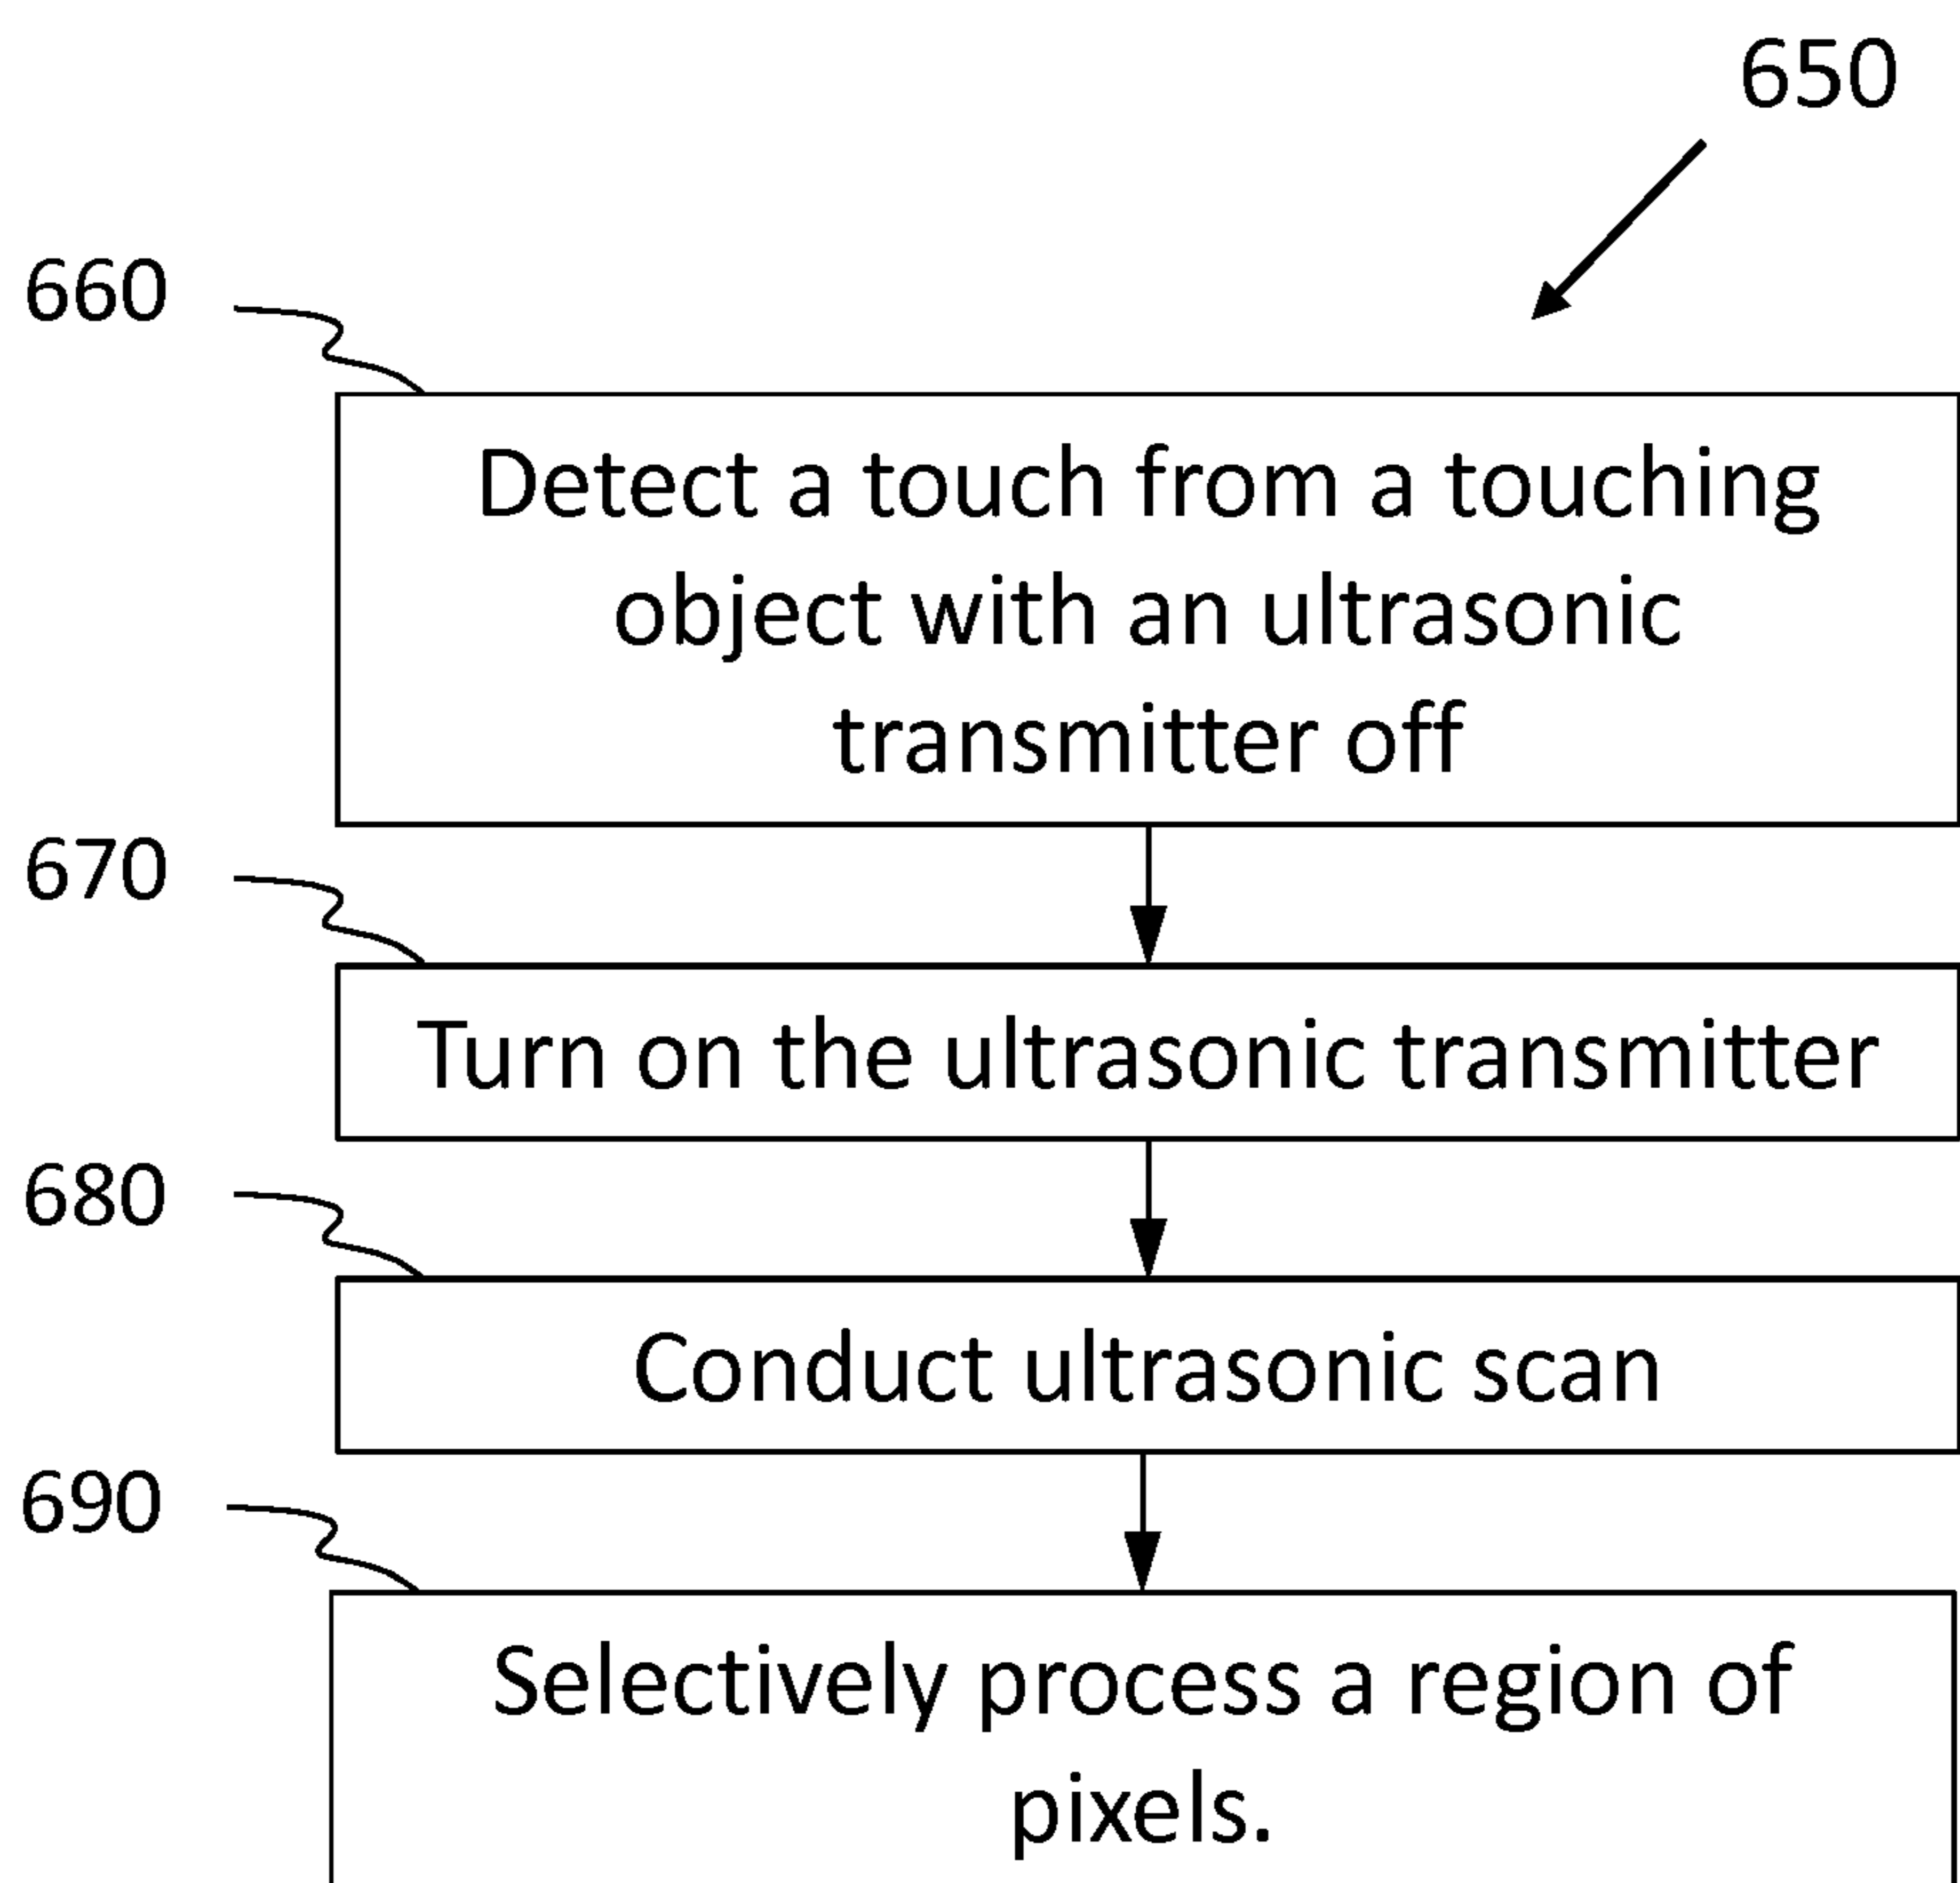 650
660
Detect a touch from a touching
object with an ultrasonic
transmitter off
670
Turn on the ultrasonic transmitter
680
Conduct ultrasonic scan
690
Selectively process a region of
pixels.